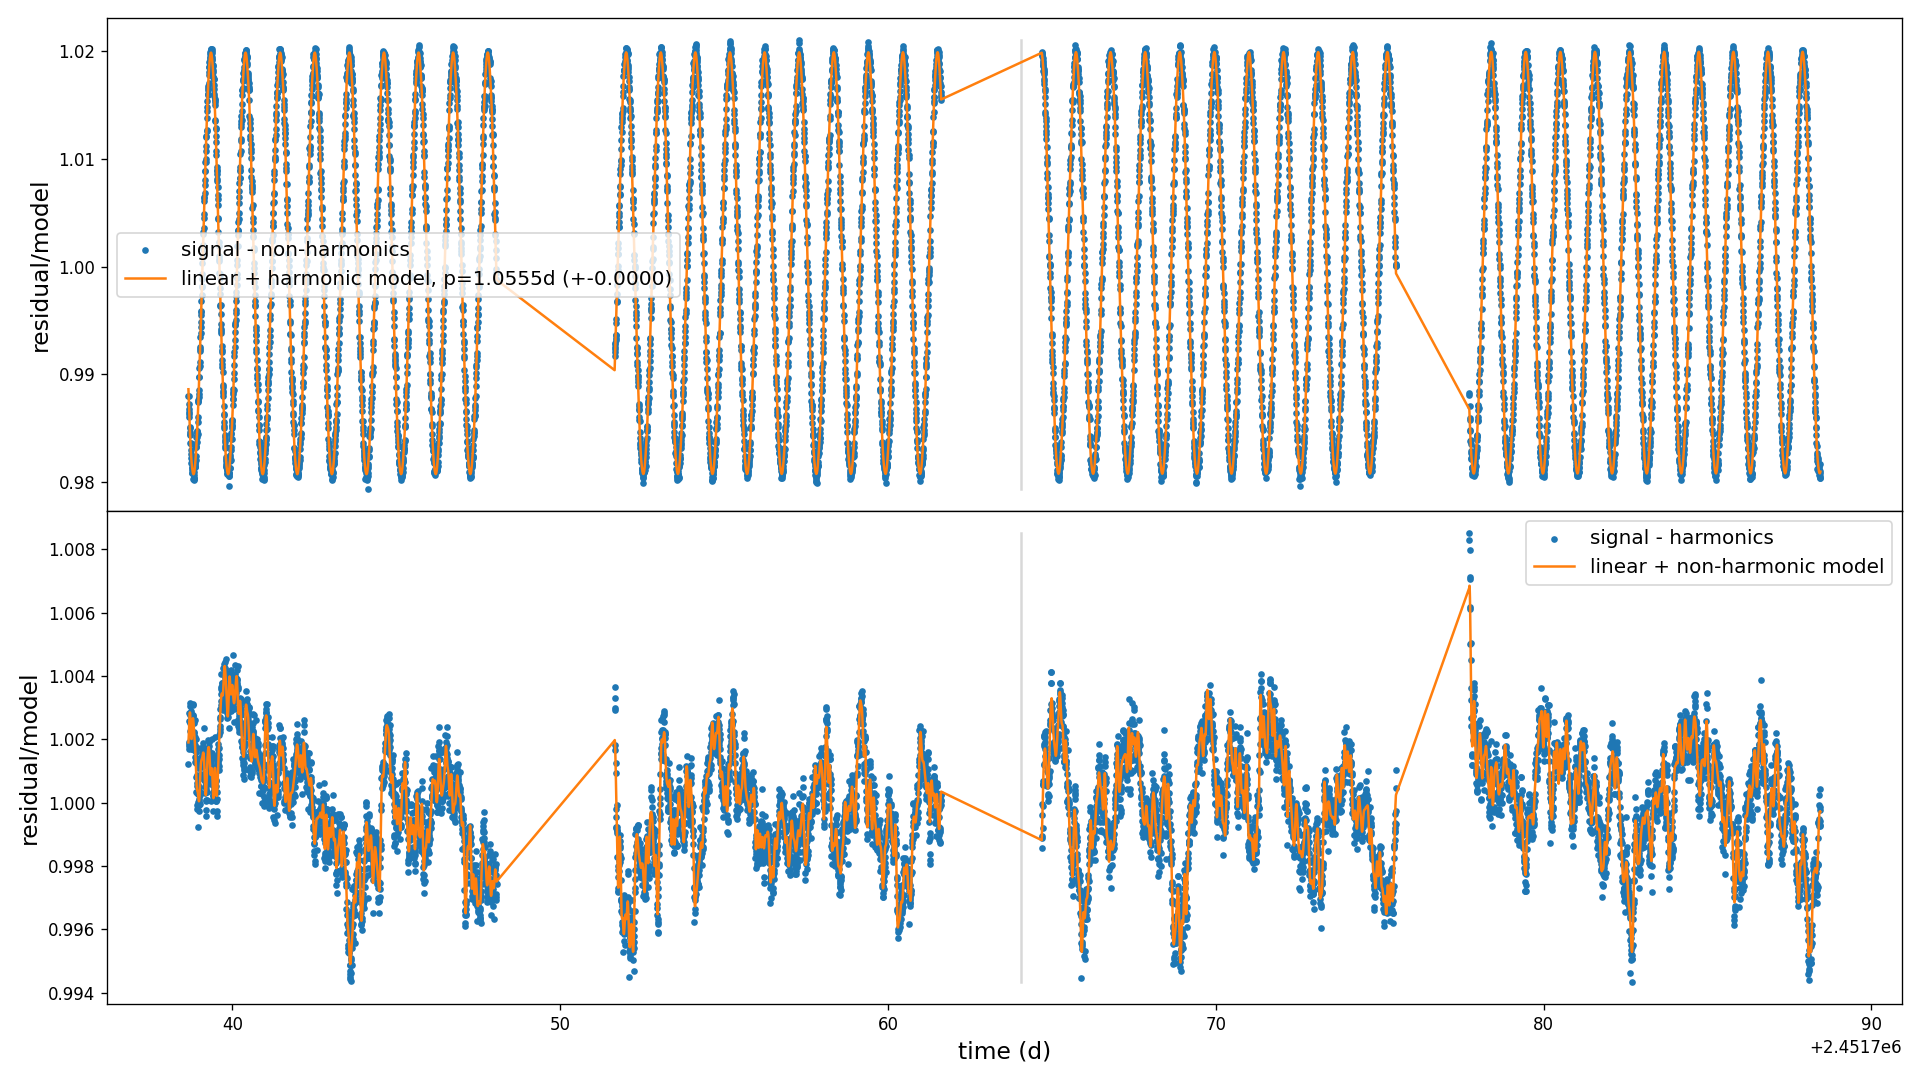 1.02
1.01
1.00
0.99
0.98
residual/model
signal - non-harmonics
linear + harmonic model, p=1.0555d (+-0.0000)
1.008
1.006
1.004
1.002
1.000
0.998
0.996
0.994
residual/model
signal - harmonics
linear + non-harmonic model
40
50
60
70
80
90
time (d)
+2.4517e6